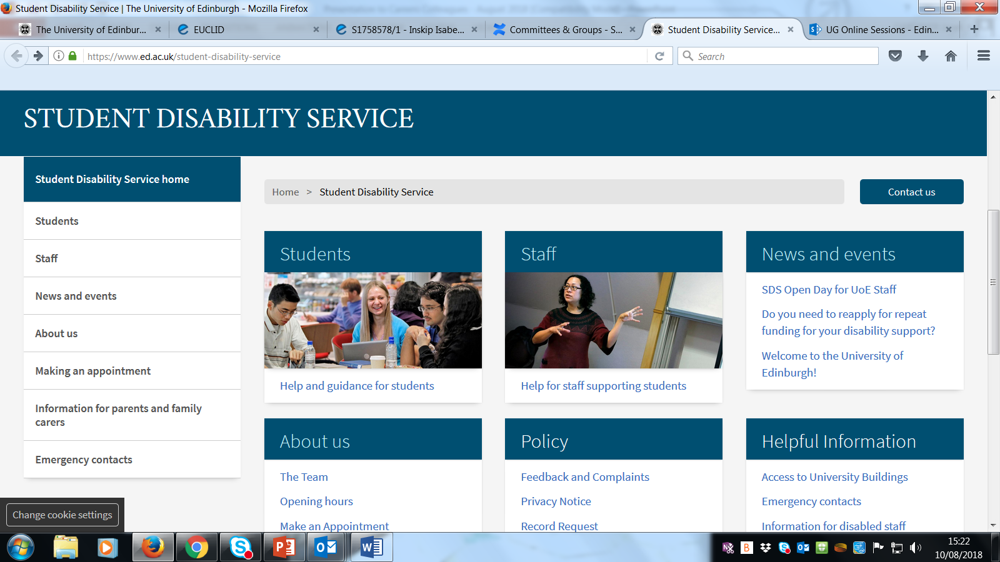 Student Disability Service | The University of Edinburgh - Mozilla Firefox
The University of Edinbur...
EUCLID
S1758578/1 - Inskip Isabe...
Committees & Groups - S...
Student Disability Service...
UG Online Sessions - Edin...
https://www.ed.ac.uk/student-disability-service
Search
STUDENT DISABILITY SERVICE
Student Disability Service home
Students
Staff
News and events
About us
Making an appointment
Information for parents and family
carers
Emergency contacts
Home > Student Disability Service
Contact us
Students
Help and guidance for students
Staff
Help for staff supporting students
News and events
SDS Open Day for UoE Staff
Do you need to reapply for repeat
funding for your disability support?
Welcome to the University of
Edinburgh!
About us
The Team
Opening hours
Make an Appointment
Policy
Feedback and Complaints
Privacy Notice
Record Request
Helpful Information
Access to University Buildings
Emergency contacts
Information for disabled staff
Change cookie settings
15:22
10/08/2018